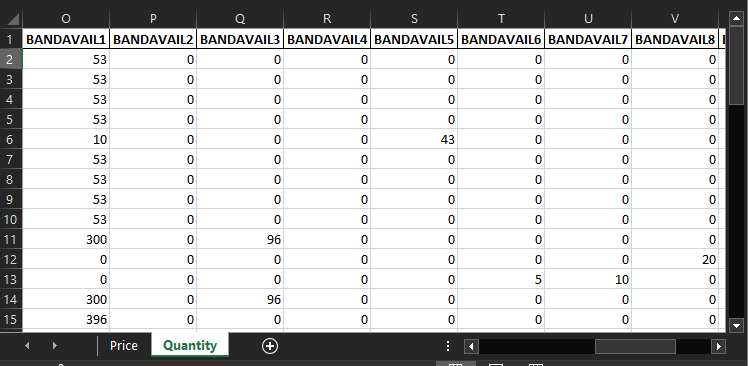 O P Q R S T U V
1 BANDAVAIL1 BANDAVAIL2 BANDAVAIL3 BANDAVAIL4 BANDAVAIL5 BANDAVAIL6 BANDAVAIL7 BANDAVAIL8
2 53 0 0 0 0 0 0 0
3 53 0 0 0 0 0 0 0
4 53 0 0 0 0 0 0 0
5 53 0 0 0 0 0 0 0
6 10 0 0 0 43 0 0 0
7 53 0 0 0 0 0 0 0
8 53 0 0 0 0 0 0 0
9 53 0 0 0 0 0 0 0
10 53 0 0 0 0 0 0 0
11 300 0 96 0 0 0 0 0
12 0 0 0 0 0 0 0 20
13 0 0 0 0 0 5 10 0
14 300 0 96 0 0 0 0 0
15 396 0 0 0 0 0 0 0
Price Quantity